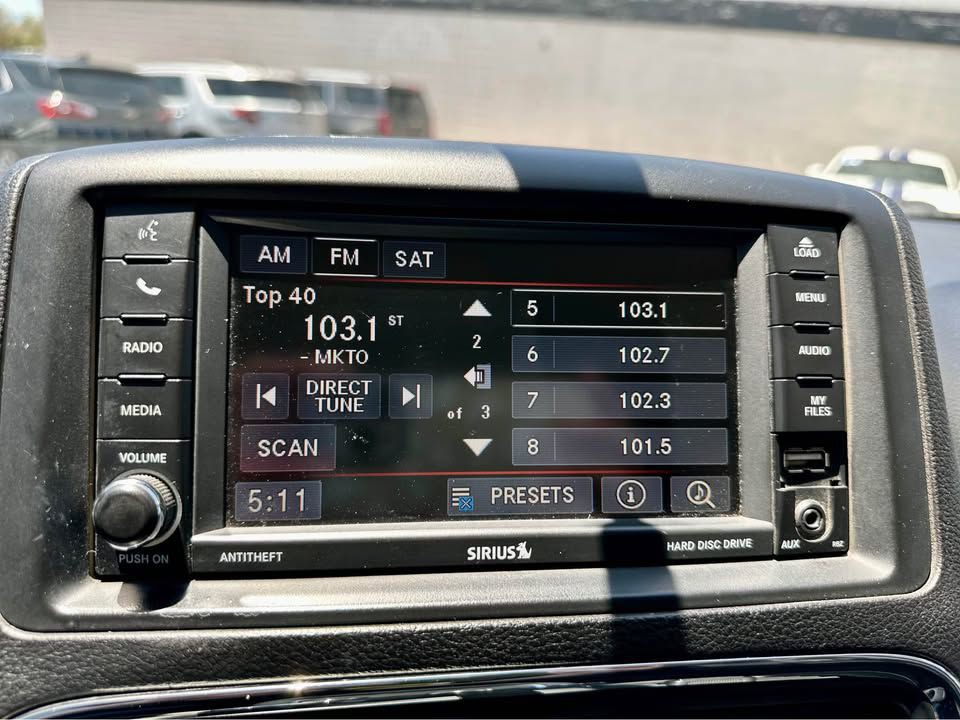 AM FM SAT
LOAD
MENU
RADIO
AUDIO
MEDIA
MY
FILES
VOLUME
PUSH ON
Top 40
103.1 ST
- MKTO
DIRECT
TUNE
SCAN
5:11
2
of 3
5 103.1
6 102.7
7 102.3
8 101.5
PRESETS
i
ANTITHEFT
SIRIUS
HARD DISC DRIVE
AUX
RBZ